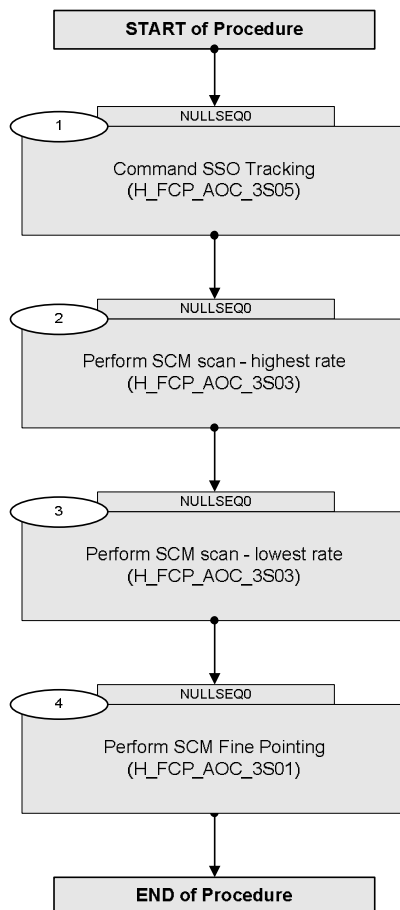 START of Procedure
NULLSEQ0
1
Command SSO Tracking
(H_FCP_AOC_3S05)
NULLSEQ0
2
Perform SCM scan - highest rate
(H_FCP_AOC_3S03)
NULLSEQ0
3
Perform SCM scan - lowest rate
(H_FCP_AOC_3S03)
NULLSEQ0
4
Perform SCM Fine Pointing
(H_FCP_AOC_3S01)
END of Procedure